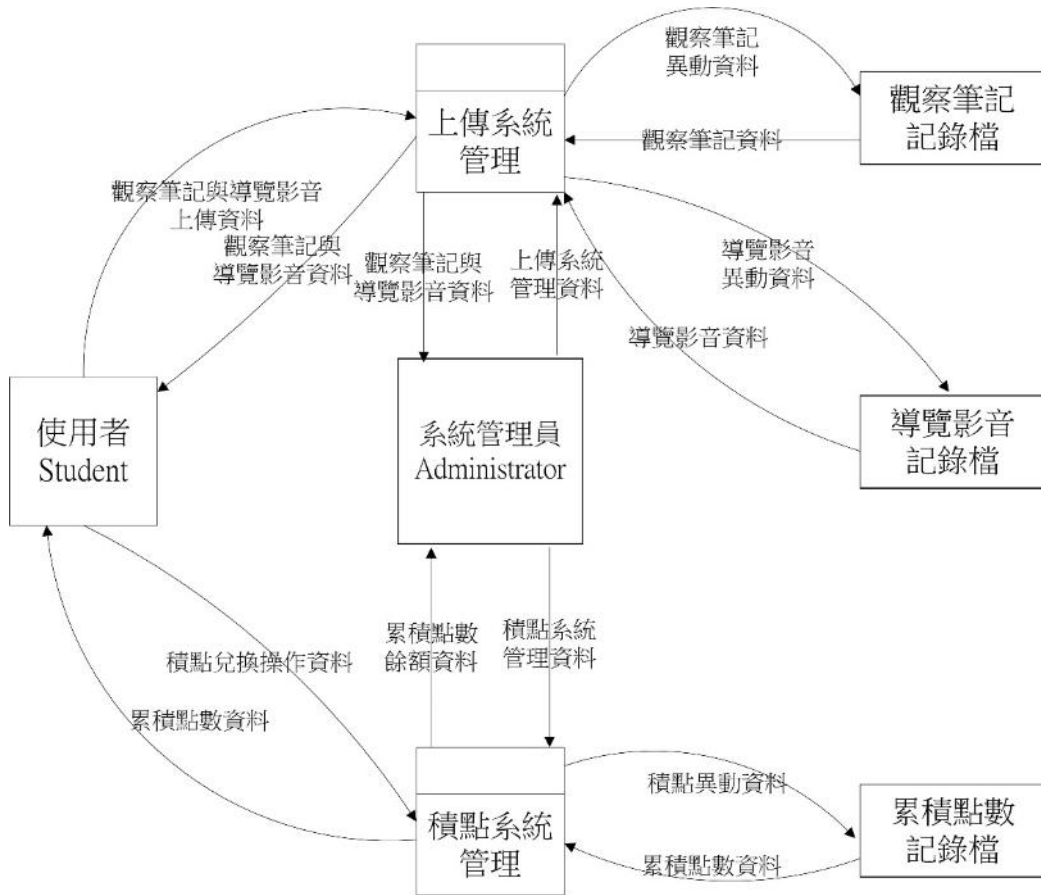 觀察筆記
異動資料
上傳系統
管理
觀察筆記
記錄檔
觀察筆記資料
觀察筆記與導覽影音
上傳資料
觀察筆記與
導覽影音資料
觀察筆記與
導覽影音資料
上傳系統
管理資料
導覽影音
異動資料
導覽影音資料
使用者
Student
系統管理員
Administrator
導覽影音
記錄檔
累積點數
餘額資料
積點系統
管理資料
積點兌換操作資料
累積點數資料
積點系統
管理
積點異動資料
累積點數資料
累積點數
記錄檔